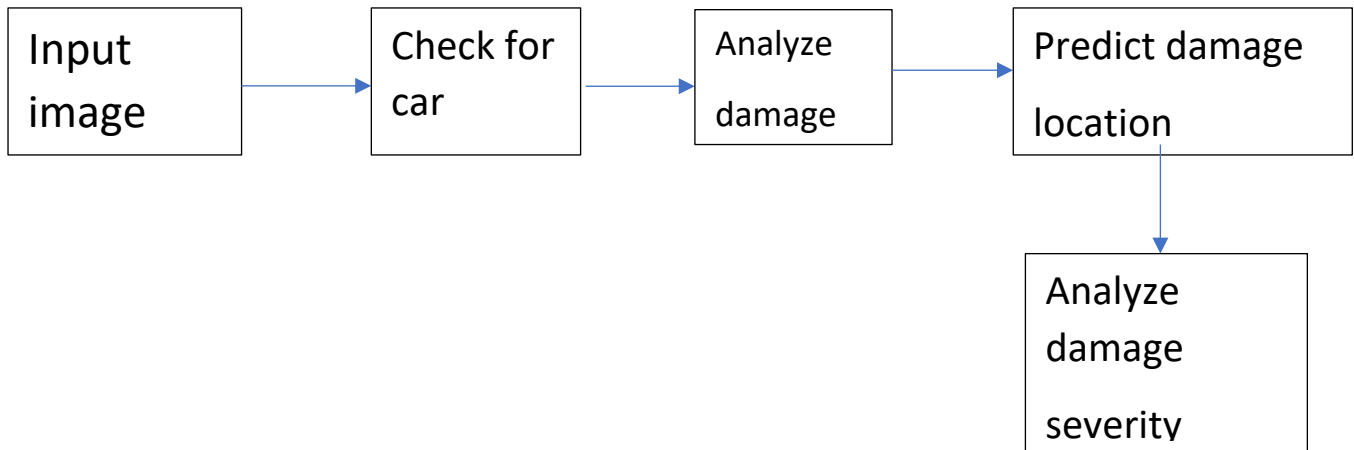 Input
image
Check for
car
Analyze
damage
Predict damage
location
Analyze
damage
severity